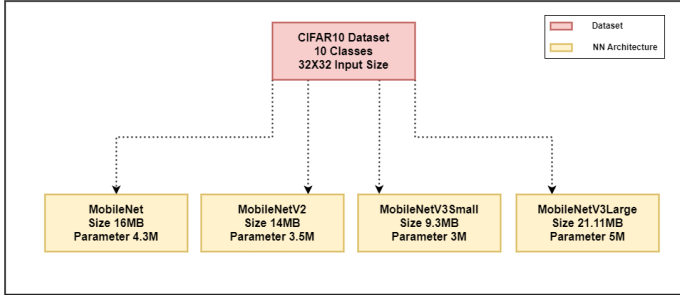 CIFAR10 Dataset
10 Classes
32X32 Input Size
Dataset
NN Architecture
MobileNet
Size 16MB
Parameter 4.3M
MobileNetV2
Size 14MB
Parameter 3.5M
MobileNetV3Small
Size 9.3MB
Parameter 3M
MobileNetV3Large
Size 21.11MB
Parameter 5M